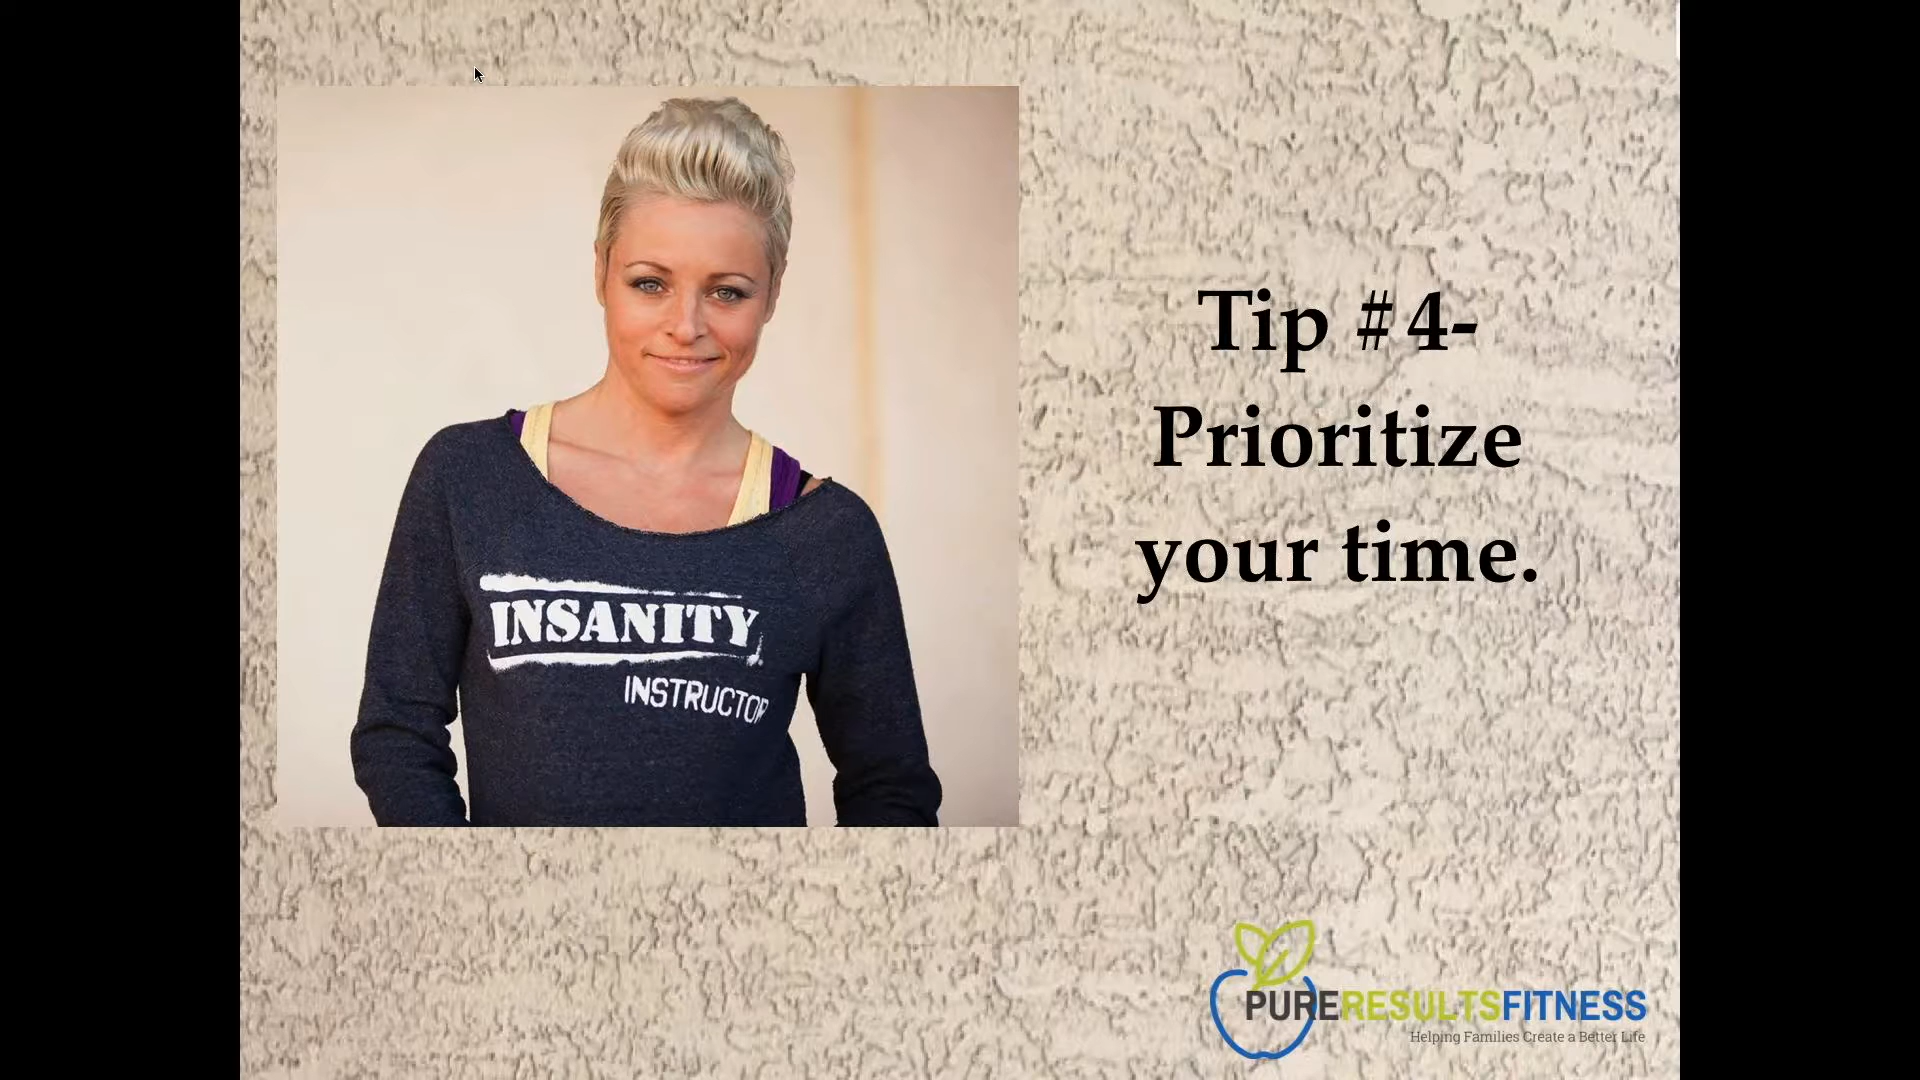 INSANITY
INSTRUCTOR
Tip #4-
Prioritize
your time.
PURERESULTSFITNESS
Helping Families Create a Better Life